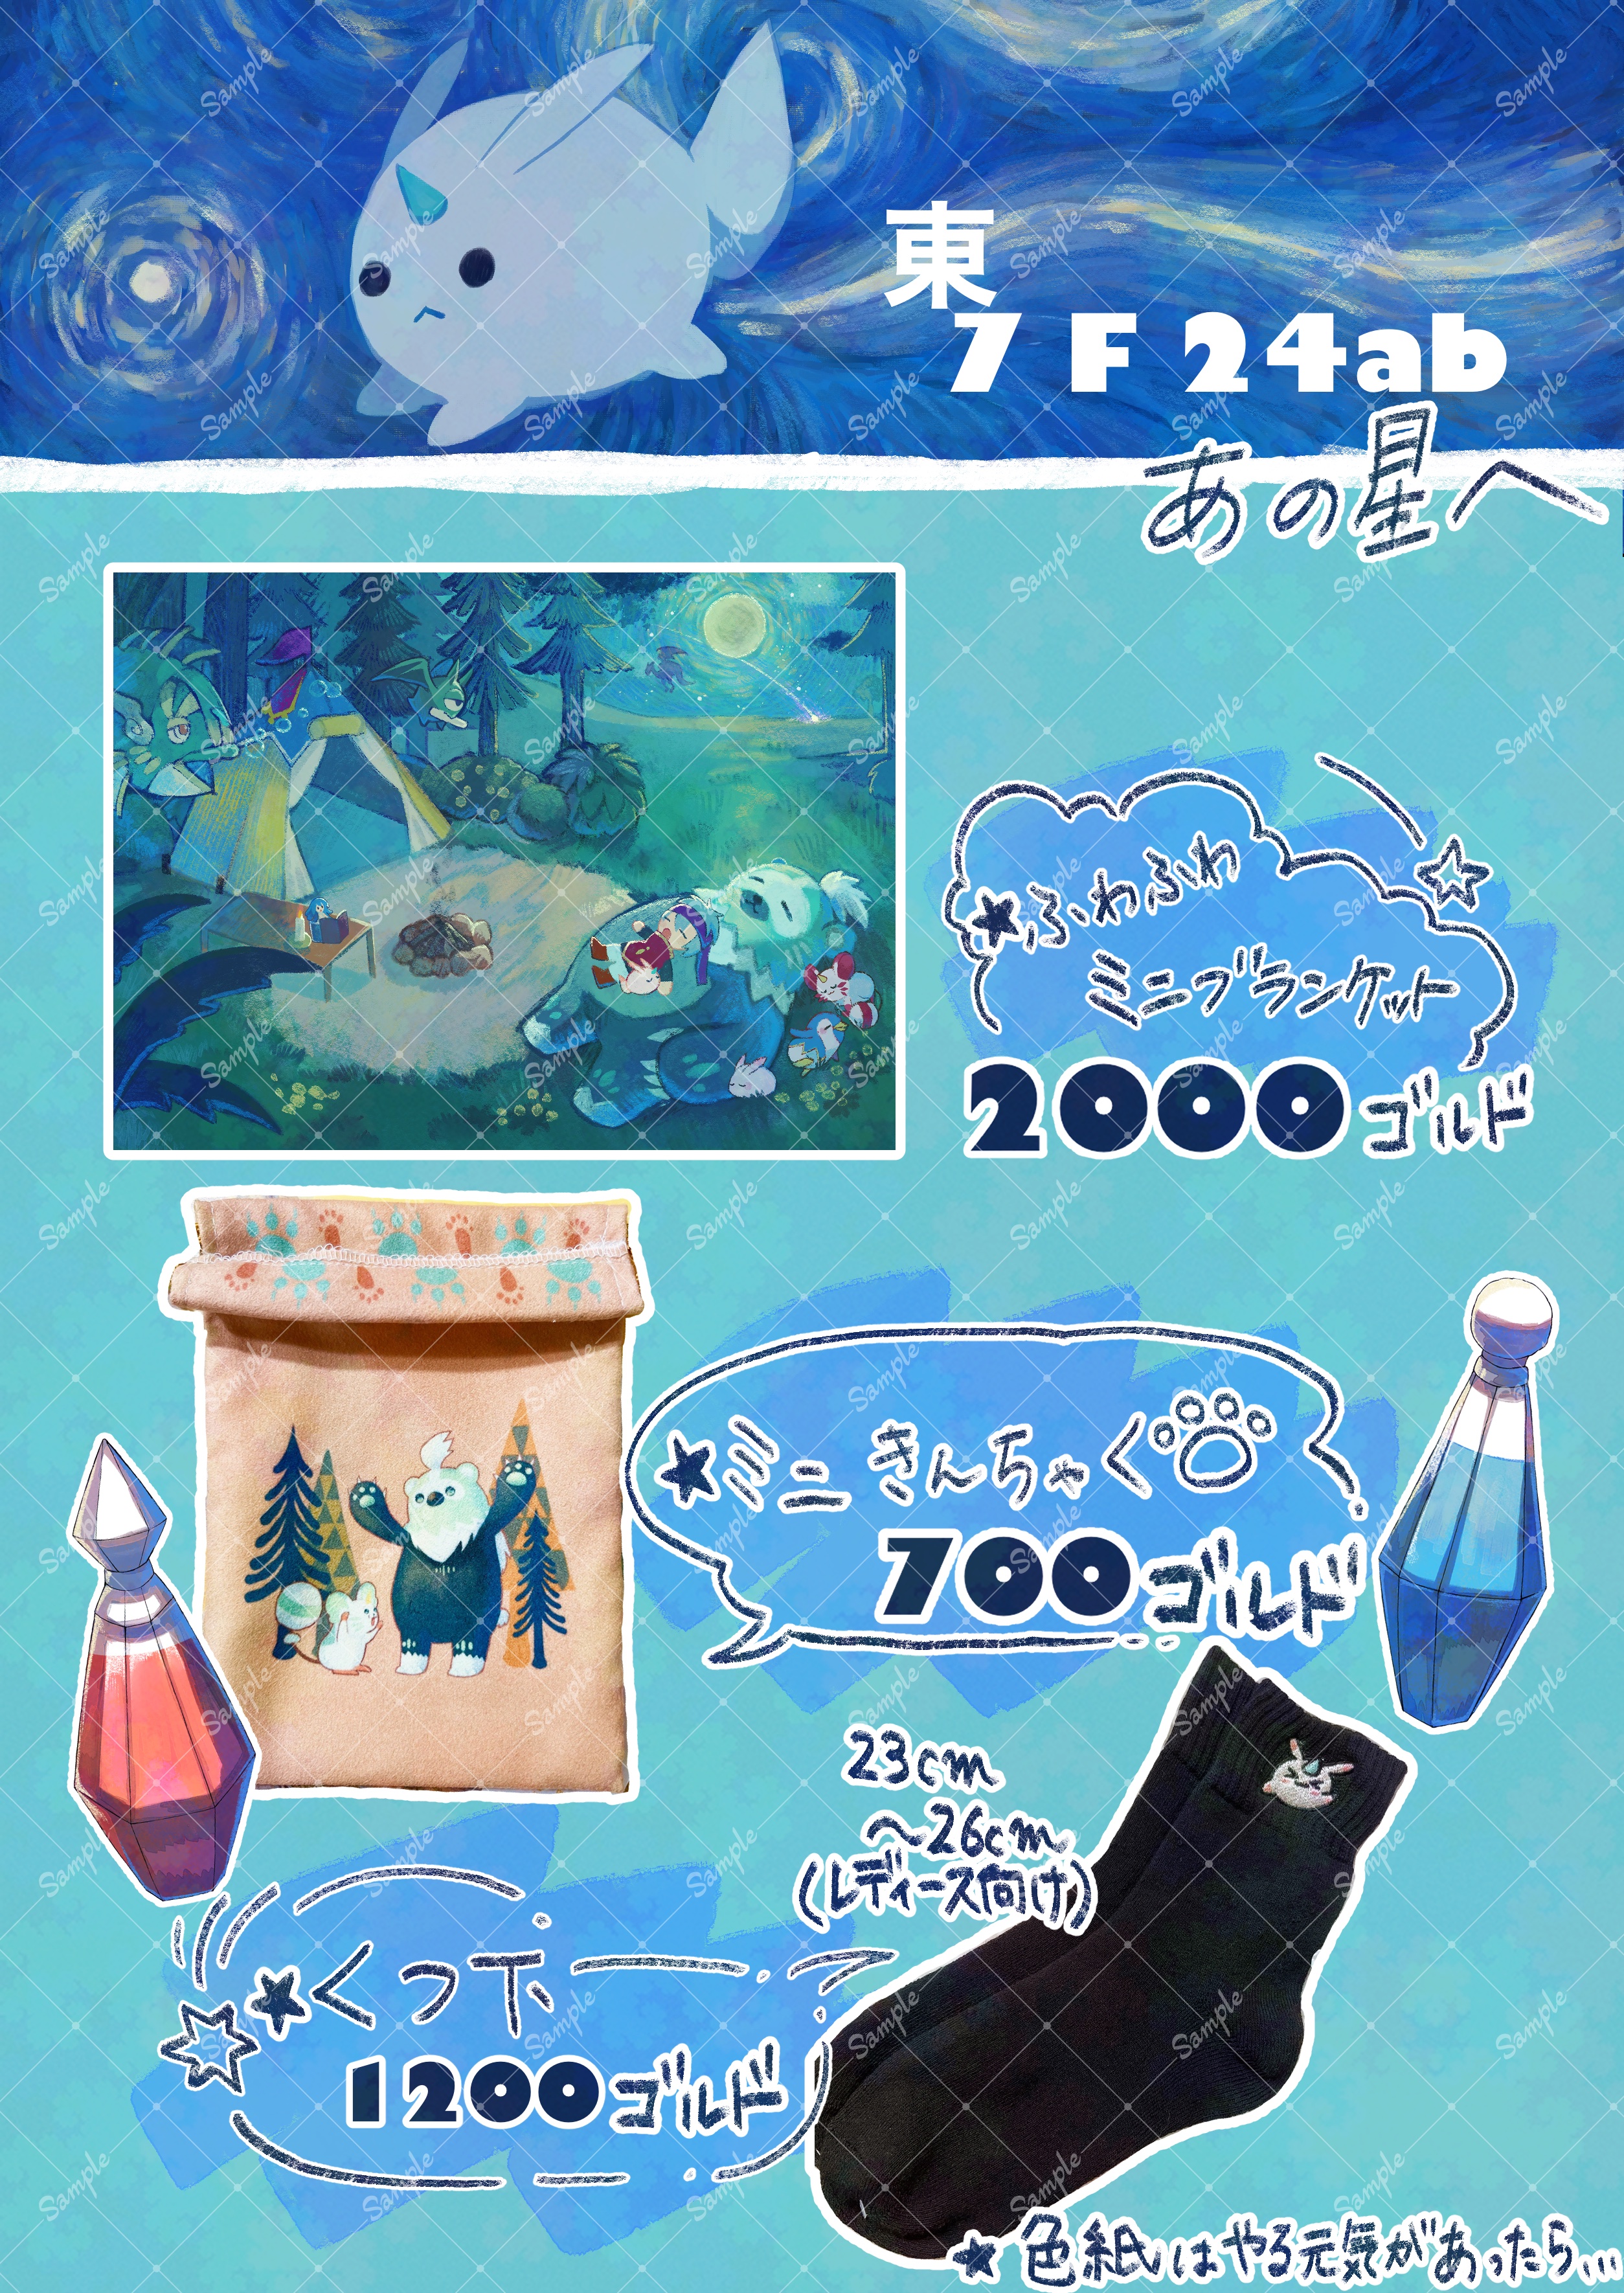 東
7 F 24ab
あの星へ
★ふわふわ
ミニブランケット
2000ゴルド
★ミニ きんちゃく
700ゴルド
23cm
～26cm
(レディース向け)
★くつ下
1200ゴルド
★色紙はやる元気があったら...
Sample